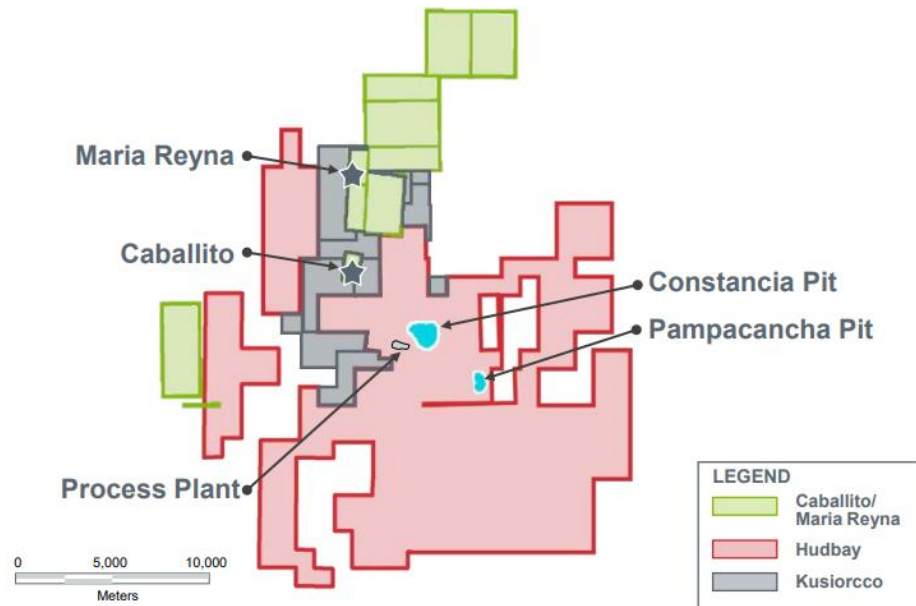 Maria Reyna
Caballito
Constancia Pit
Pampacancha Pit
Process Plant
0 5,000 10,000
Meters
LEGEND
Caballito/
Maria Reyna
Hudbay
Kusiorcco